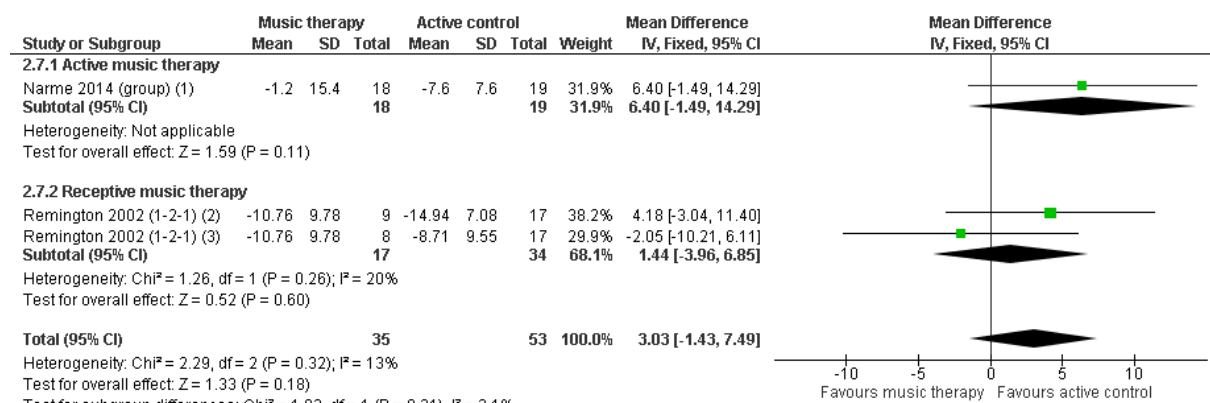 Music therapy Active control Mean Difference Mean Difference
Study or Subgroup Mean SD Total Mean SD Total Weight IV, Fixed, 95% CI IV, Fixed, 95% CI
2.7.1 Active music therapy
Narme 2014 (group) (1) -1.2 15.4 18 -7.6 7.6 19 31.9% 6.40 [-1.49, 14.29]
Subtotal (95% CI) 18 19 31.9% 6.40 [-1.49, 14.29]
Heterogeneity: Not applicable
Test for overall effect: Z = 1.59 (P = 0.11)
2.7.2 Receptive music therapy
Remington 2002 (1-2-1) (2) -10.76 9.78 9 -14.94 7.08 17 38.2% 4.18 [-3.04, 11.40]
Remington 2002 (1-2-1) (3) -10.76 9.78 8 -8.71 9.55 17 29.9% -2.05 [-10.21, 6.11]
Subtotal (95% CI) 17 34 68.1% 1.44 [-3.96, 6.85]
Heterogeneity: Chi² = 1.26, df = 1 (P = 0.26); I² = 20%
Test for overall effect: Z = 0.52 (P = 0.60)
Total (95% CI) 35 53 100.0% 3.03 [-1.43, 7.49]
Heterogeneity: Chi² = 2.29, df = 2 (P = 0.32); I² = 13%
Test for overall effect: Z = 1.33 (P = 0.18)
-10 -5 0 5 10
Favours music therapy Favours active control